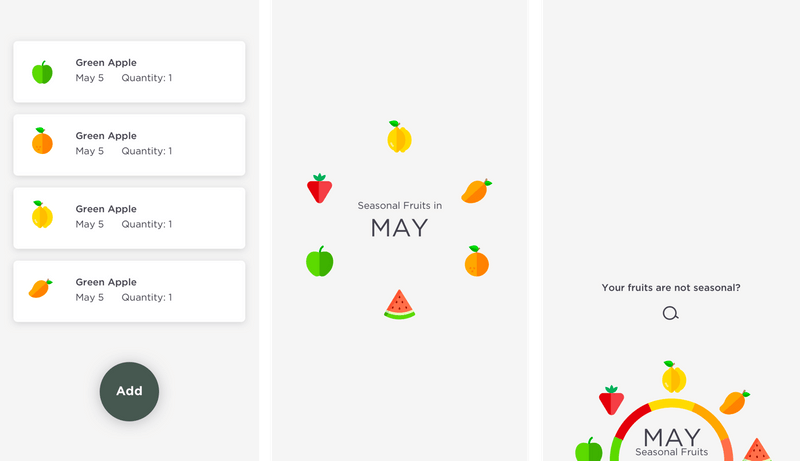 Green Apple
May 5 Quantity: 1
Green Apple
May 5 Quantity: 1
Green Apple
May 5 Quantity: 1
Green Apple
May 5 Quantity: 1
Add
Seasonal Fruits in
MAY
Your fruits are not seasonal?
MAY
Seasonal Fruits